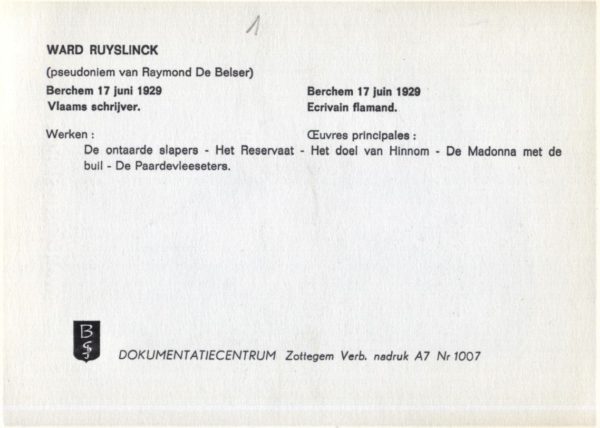 1
WARD RUYSLINCK
(pseudoniem van Raymond De Belser)
Berchem 17 juni 1929
Vlaams schrijver.
Berchem 17 juin 1929
Ecrivain flamand.
Werken :
Œuvres principales :
De ontaarde slapers - Het Reservaat - Het doel van Hinnom - De Madonna met de
buil - De Paardevleeseters.
DOKUMENTATIECENTRUM Zottegem Verb. nadruk A7 Nr 1007